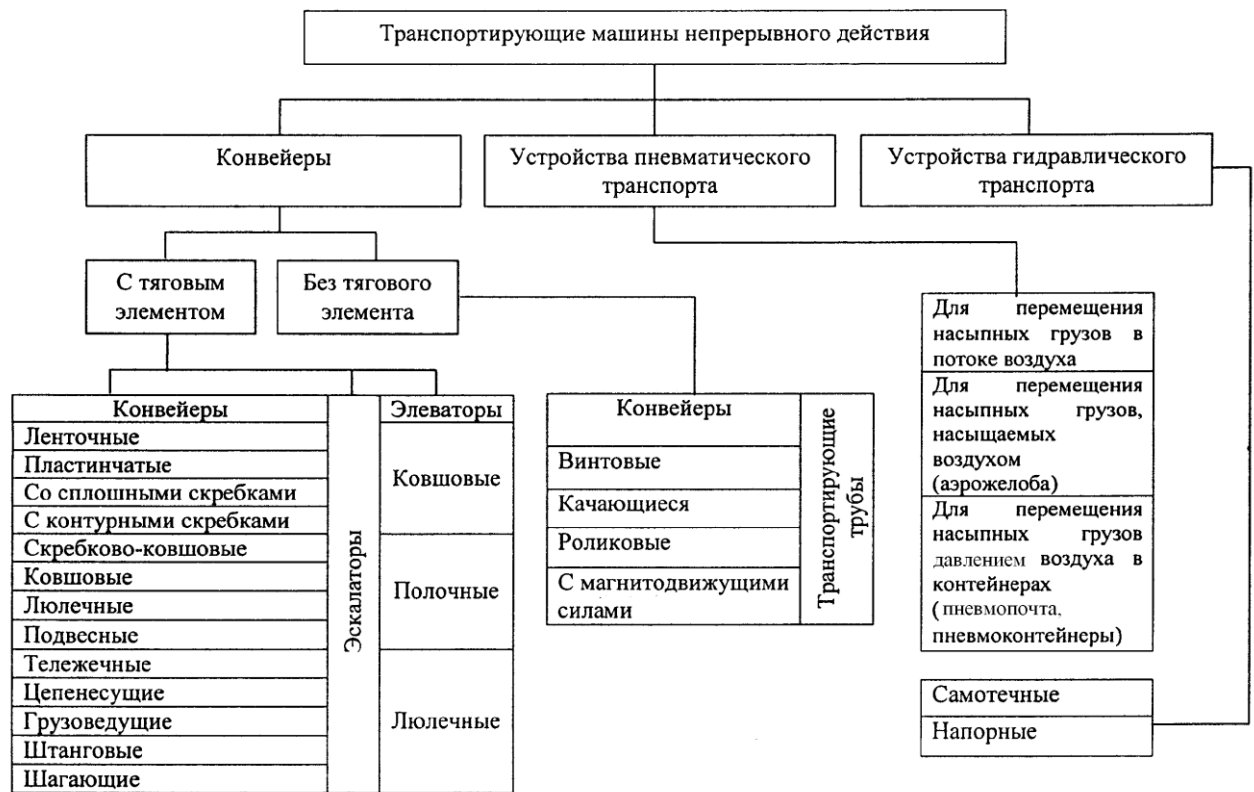 Транспортирующие машины непрерывного действия
Конвейеры
Устройства пневматического
транспорта
Устройства гидравлического
транспорта
С тяговым
элементом
Без тягового
элемента
Конвейеры
Ленточные
Пластинчатые
Со сплошными скребками
С контурными скребками
Скребково-ковшовые
Ковшовые
Люлечные
Подвесные
Тележечные
Цепенесущие
Грузоведущие
Штанговые
Шагающие
Эскалаторы
Элеваторы
Ковшовые
Полочные
Люлечные
Конвейеры
Винтовые
Качающиеся
Роликовые
С магнитодвижущими
силами
Транспортирующие
трубы
Для перемещения
насыпных грузов в
потоке воздуха
Для перемещения
насыпных грузов,
насыщаемых
воздухом
(аэрожелоба)
Для перемещения
насыпных грузов
давлением воздуха в
контейнерах
(пневмопочта,
пневмоконтейнеры)
Самотечные
Напорные